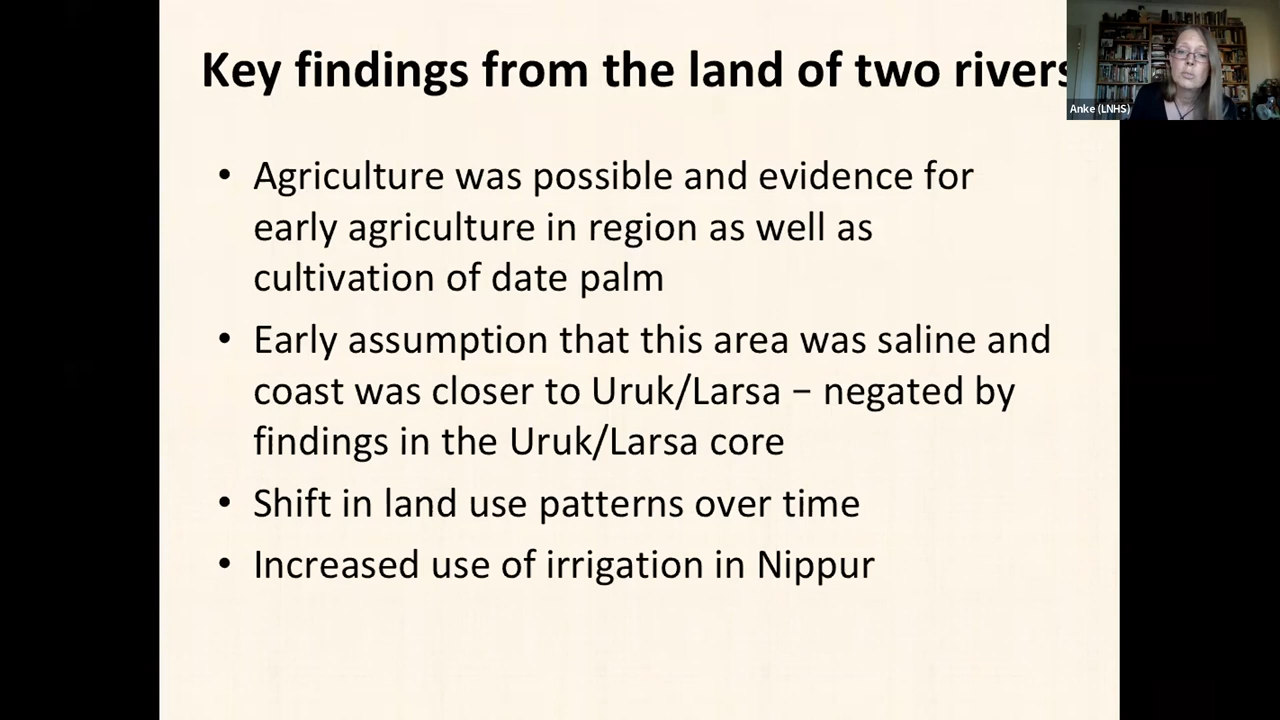 Key findings from the land of two rivers
Anke (LNHS)
• Agriculture was possible and evidence for
early agriculture in region as well as
cultivation of date palm
• Early assumption that this area was saline and
coast was closer to Uruk/Larsa – negated by
findings in the Uruk/Larsa core
• Shift in land use patterns over time
• Increased use of irrigation in Nippur